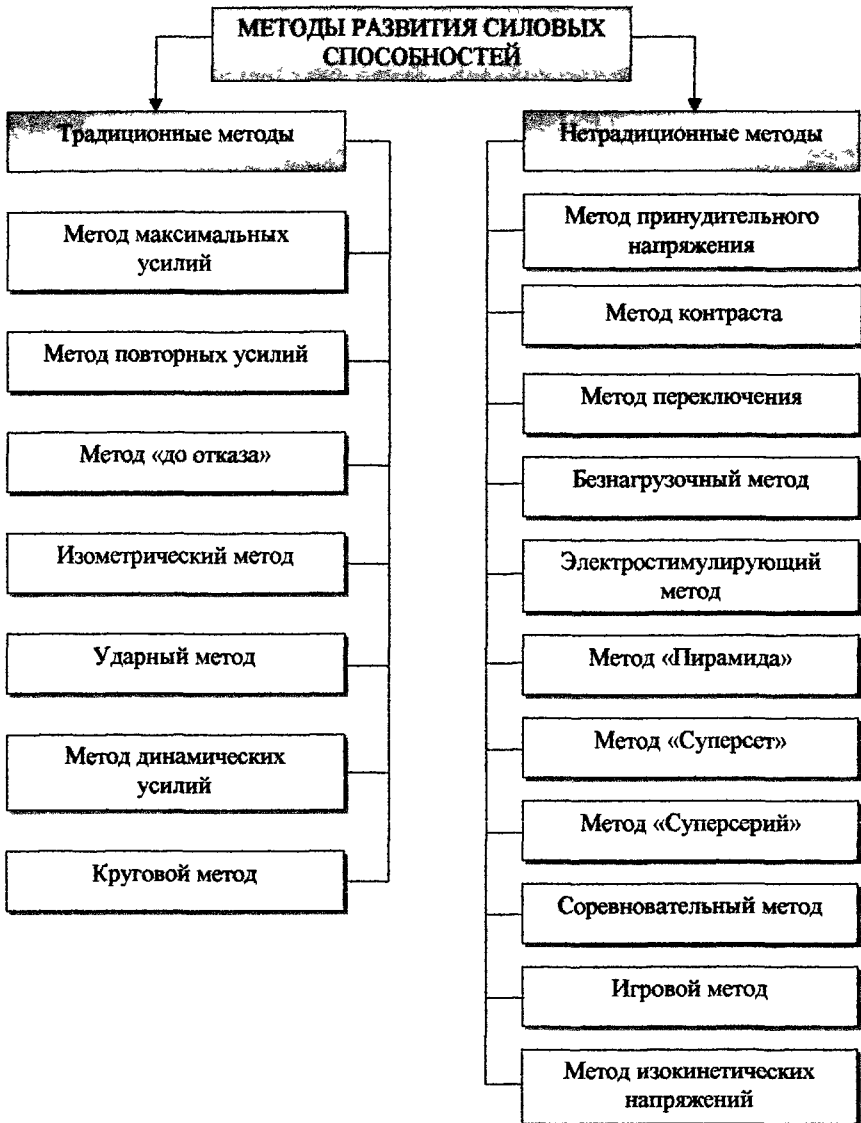 МЕТОДЫ РАЗВИТИЯ СИЛОВЫХ
СПОСОБНОСТЕЙ
Традиционные методы
Метод максимальных
усилий
Метод повторных усилий
Метод «до отказа»
Изометрический метод
Ударный метод
Метод динамических
усилий
Круговой метод
Нетрадиционные методы
Метод принудительного
напряжения
Метод контраста
Метод переключения
Безнагрузочный метод
Электростимулирующий
метод
Метод «Пирамида»
Метод «Суперсет»
Метод «Суперсерий»
Соревновательный метод
Игровой метод
Метод изокинетических
напряжений